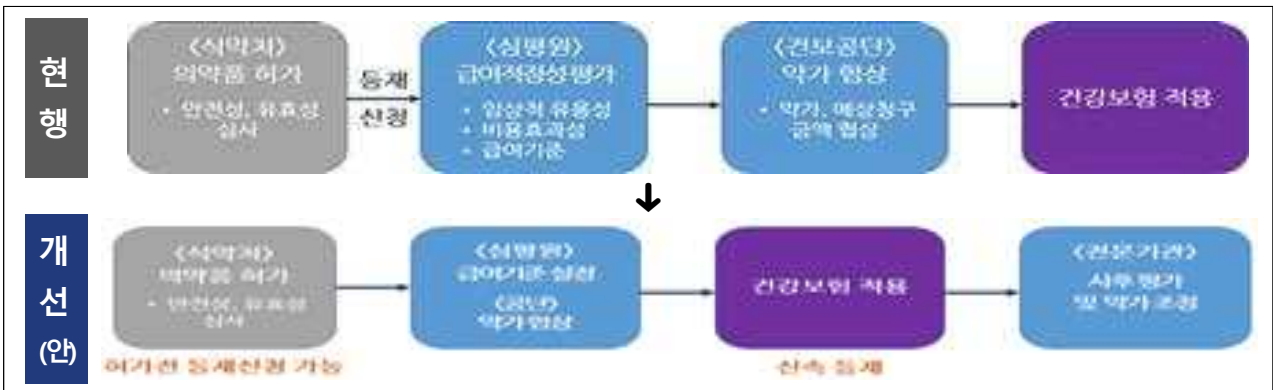 현행
<식약처>
의약품 허가
• 안전성, 유효성
심사
등재
신청
<심평원>
급여적정성 평가
• 임상적 유용성
• 비용효과성
• 급여기준
<건보공단>
약가 협상
• 약가, 예상청구
금액 협상
건강보험 적용
개선(안)
<식약처>
의약품 허가
• 안전성, 유효성
심사
허가 전 등재신청 가능
<심평원>
급여기준 설정
<공단>
약가 협상
건강보험 적용
신속 등재
<전문기관>
사후 평가
및 약가 조정